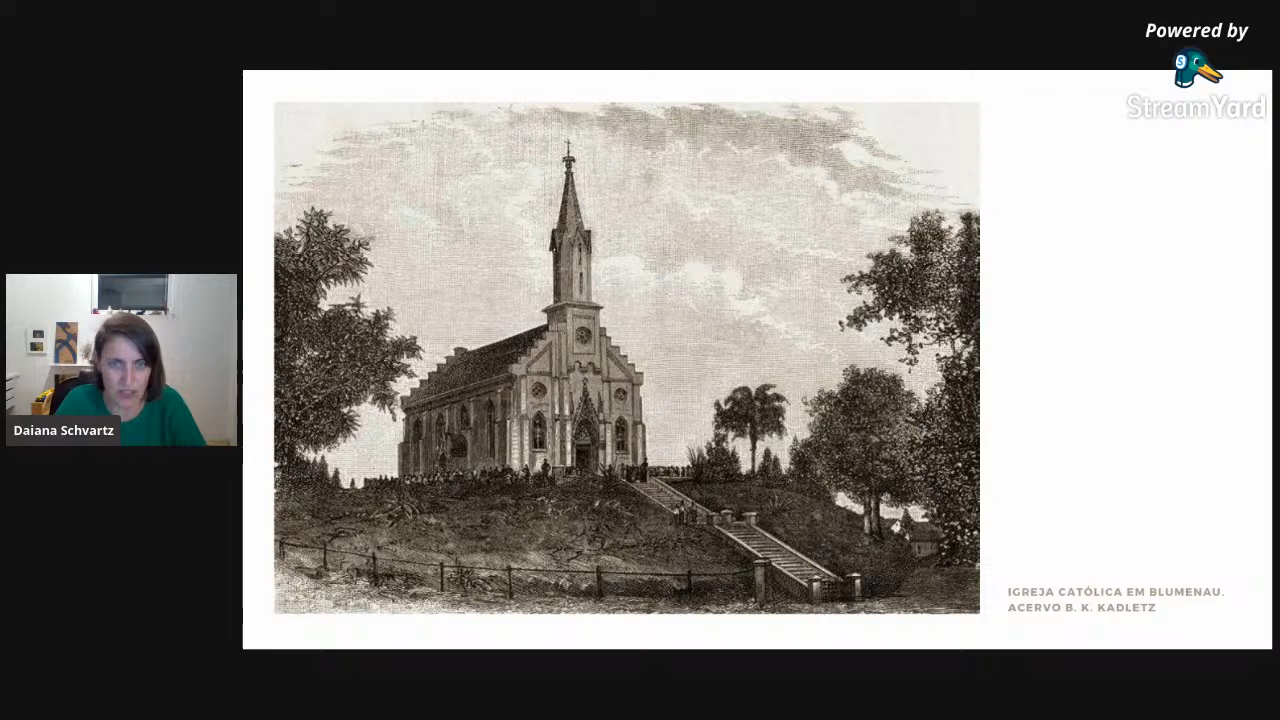 Powered by
StreamYard
Daiana Schvartz
IGREJA CATÓLICA EM BLUMENAU.
ACERVO B. K. KADLETZ